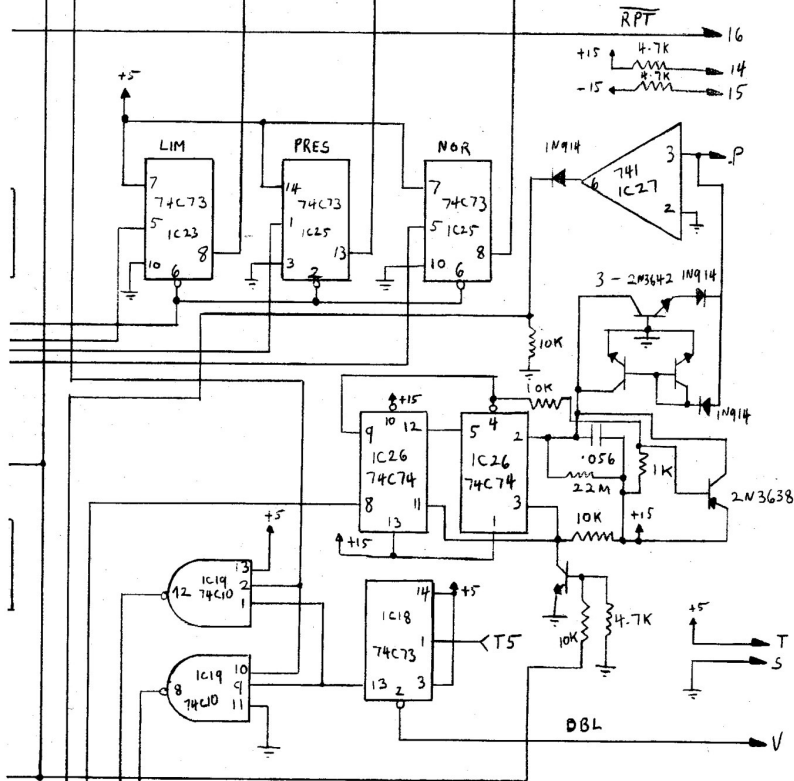 RPT
16
+15 4.7K 14
-15 4.7K 15
+5
LIM PRES NOR
7 74C73 5 IC23 10 8 6
14 74C73 1 IC25 3 13 2
7 74C73 5 IC25 10 8 6
1N914
6 741 IC27 3 2
P
3 - 2N3642 1N914
10K
10K
1N914
+15
9 10 12 IC26 74C74 8 11 13
5 4 2 IC26 74C74 3 1
.056
22M
1K
2N3638
10K
+15
+15
+5
13 12 IC19 74C10 2 1
14 +5
IC18 74C73 1 T5
13 2 3
10K 4.7K
+5
T
S
10 IC19 8 9 74C10 11
DBL
V